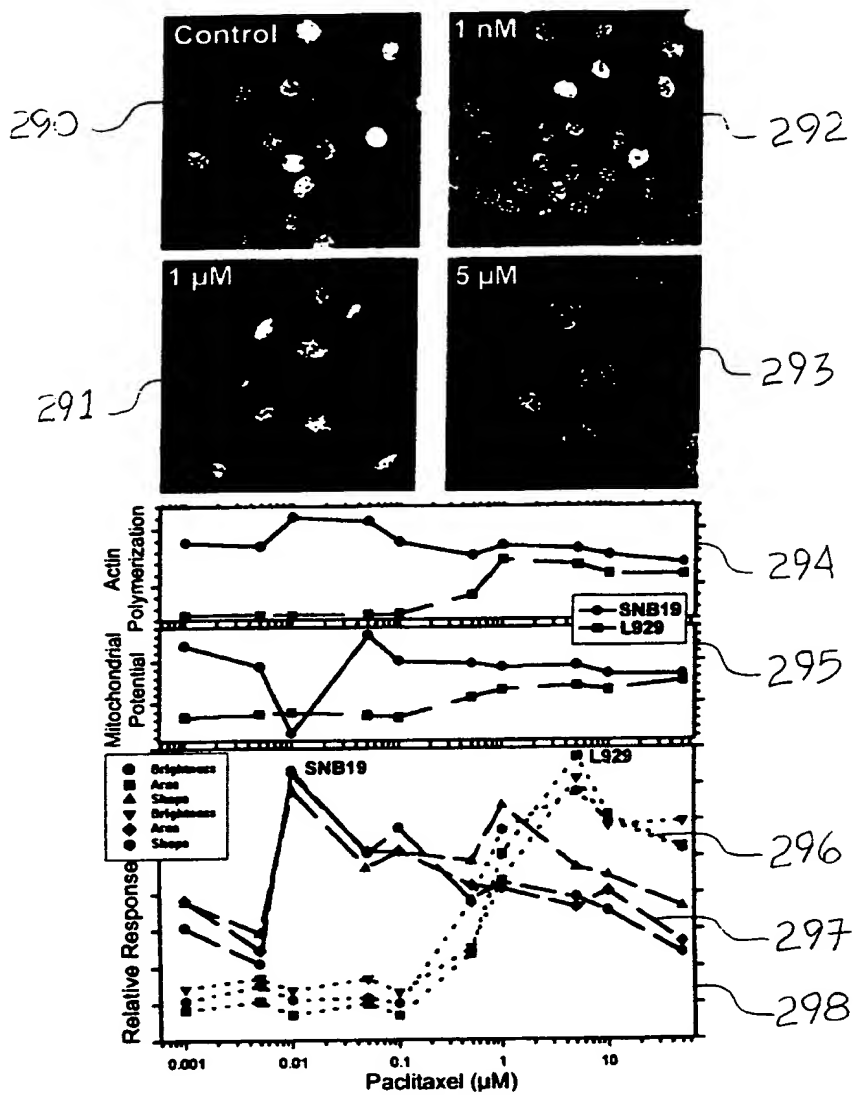 Control
1 nM
290
292
1 µM
5 µM
291
293
Actin
Polymerization
294
SNB19
L929
Mitochondrial
Potential
295
Brightness
Area
Shape
Brightness
Area
Shape
SNB19
L929
296
Relative Response
297
298
0.001
0.01
0.1
1
10
Paclitaxel (µM)